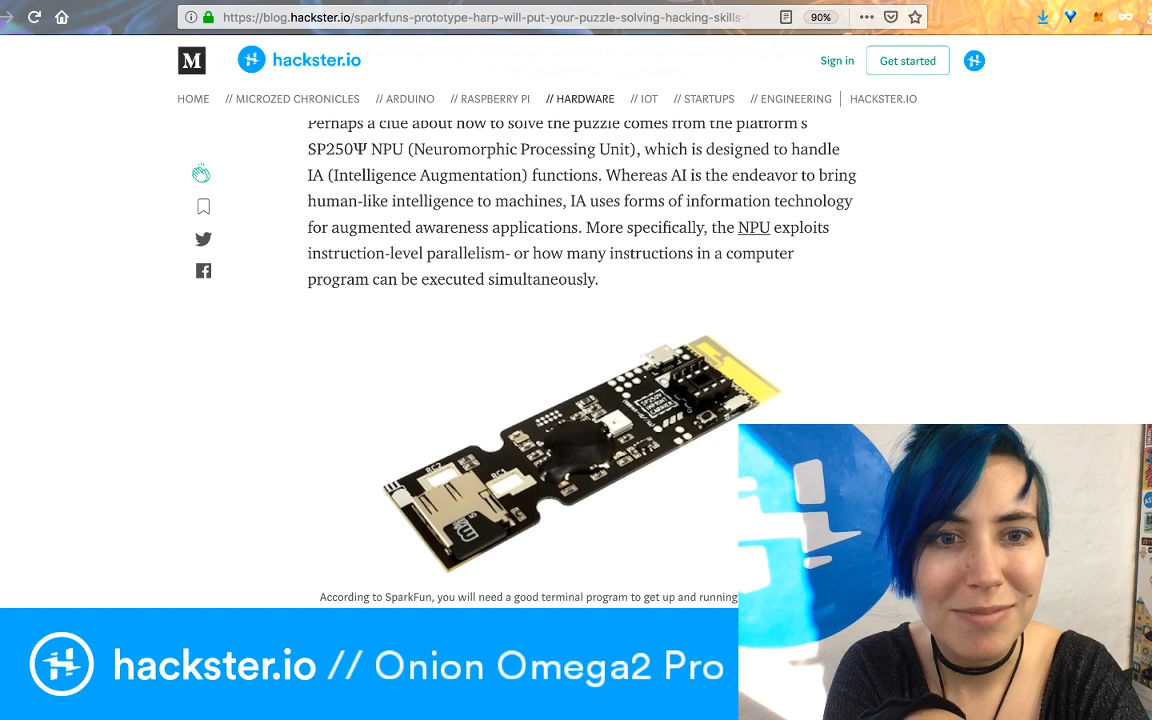 https://blog.hackster.io/sparkfuns-prototype-harp-will-put-your-puzzle-solving-hacking-skills-
90%
M
hackster.io
Sign in
Get started
HOME // MICROZED CHRONICLES // ARDUINO // RASPBERRY PI // HARDWARE // IOT // STARTUPS // ENGINEERING HACKSTER.IO
Perhaps a clue about how to solve the puzzle comes from the platform's
SP250Ψ NPU (Neuromorphic Processing Unit), which is designed to handle
IA (Intelligence Augmentation) functions. Whereas AI is the endeavor to bring
human-like intelligence to machines, IA uses forms of information technology
for augmented awareness applications. More specifically, the NPU exploits
instruction-level parallelism- or how many instructions in a computer
program can be executed simultaneously.
RC2
RC1
According to SparkFun, you will need a good terminal program to get up and running
hackster.io // Onion Omega2 Pro